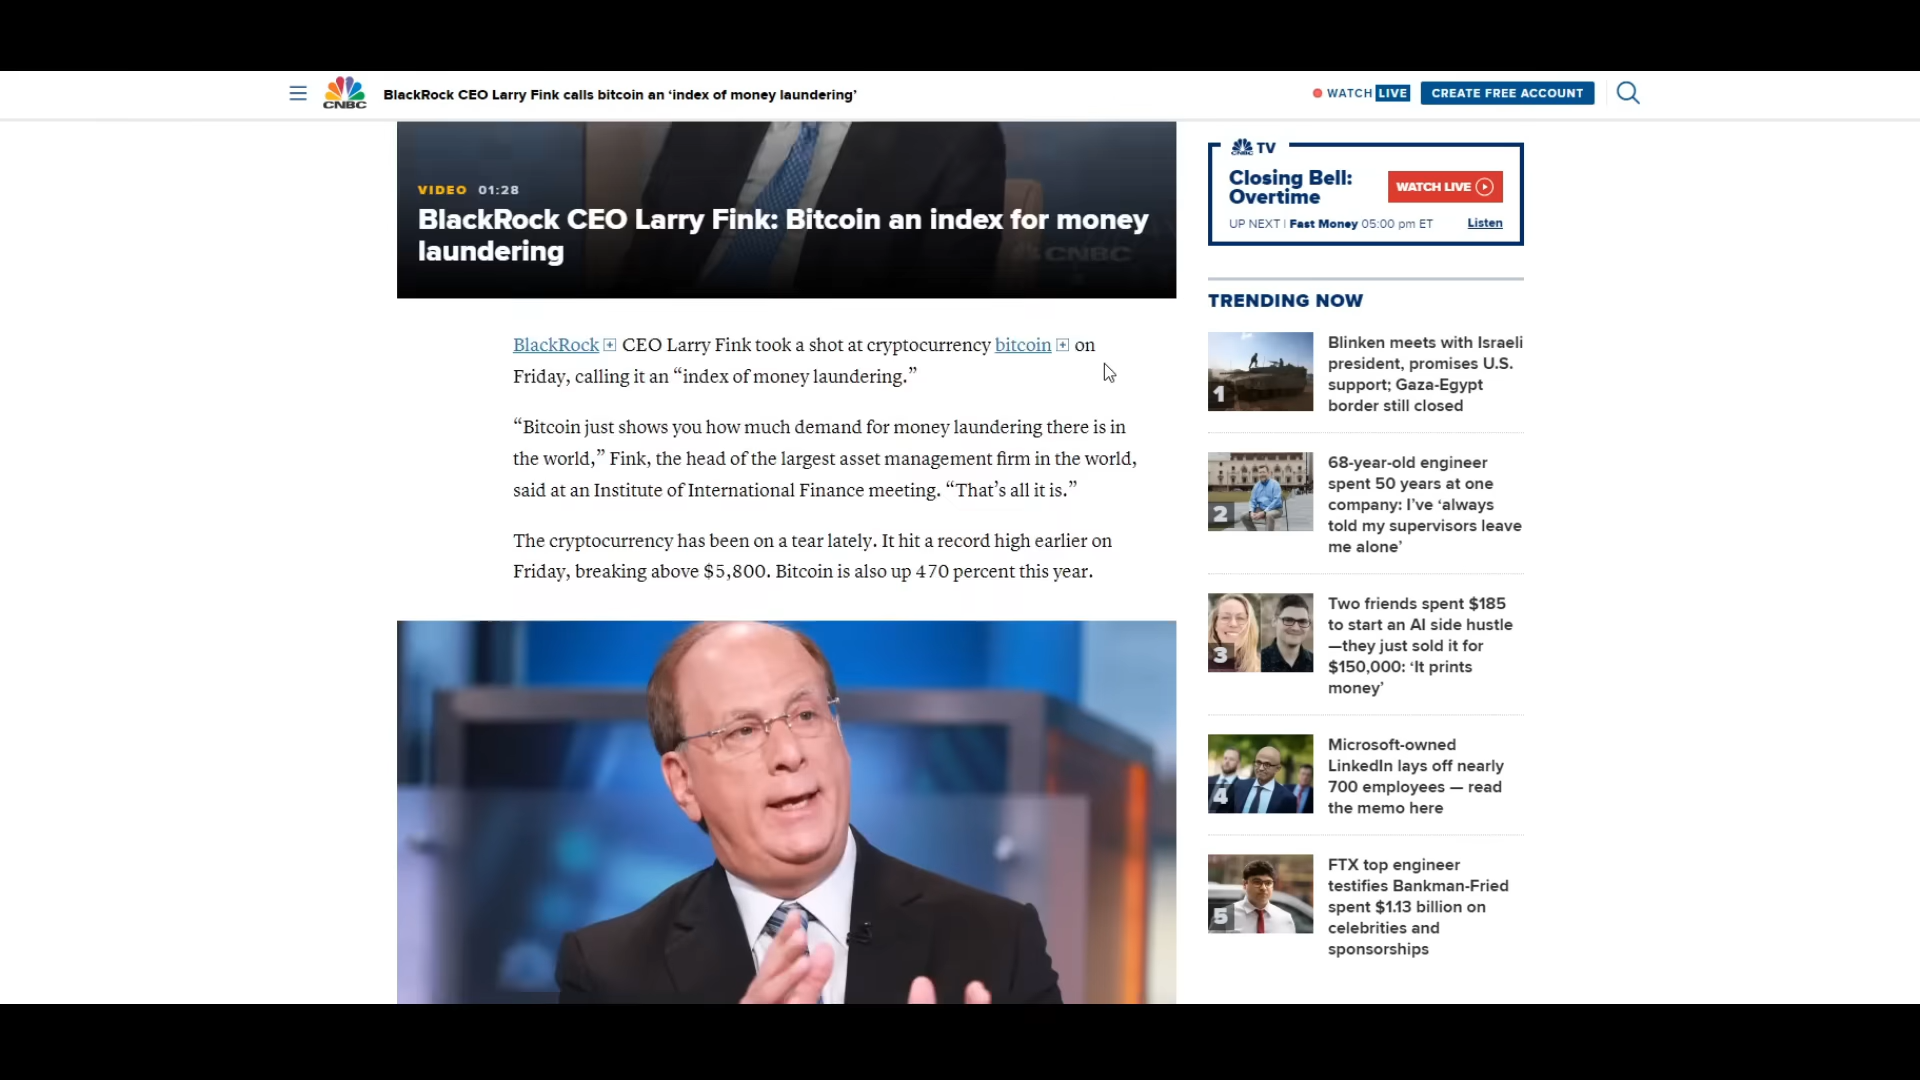 CNBC
BlackRock CEO Larry Fink calls bitcoin an ‘index of money laundering’
WATCH LIVE
CREATE FREE ACCOUNT
VIDEO 01:28
BlackRock CEO Larry Fink: Bitcoin an index for money
laundering
CNBC
BlackRock CEO Larry Fink took a shot at cryptocurrency bitcoin on
Friday, calling it an “index of money laundering.”
“Bitcoin just shows you how much demand for money laundering there is in
the world,” Fink, the head of the largest asset management firm in the world,
said at an Institute of International Finance meeting. “That’s all it is.”
The cryptocurrency has been on a tear lately. It hit a record high earlier on
Friday, breaking above $5,800. Bitcoin is also up 470 percent this year.
CNBC TV
Closing Bell:
Overtime
WATCH LIVE
UP NEXT | Fast Money 05:00 pm ET
Listen
TRENDING NOW
1
Blinken meets with Israeli
president, promises U.S.
support; Gaza-Egypt
border still closed
2
68-year-old engineer
spent 50 years at one
company: I’ve ‘always
told my supervisors leave
me alone’
3
Two friends spent $185
to start an AI side hustle
—they just sold it for
$150,000: ‘It prints
money’
4
Microsoft-owned
LinkedIn lays off nearly
700 employees — read
the memo here
5
FTX top engineer
testifies Bankman-Fried
spent $1.13 billion on
celebrities and
sponsorships